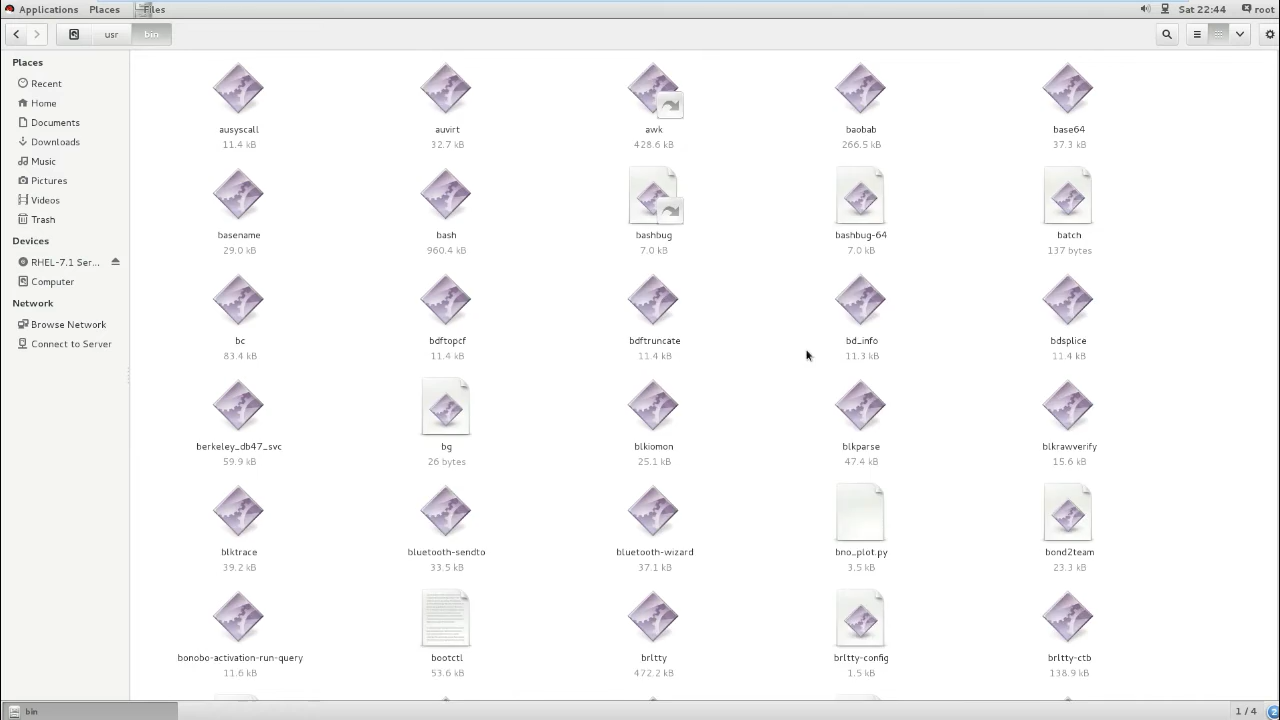 Applications Places Files Sat 22:44 root
usr bin
Places
Recent
Home
Documents
Downloads
Music
Pictures
Videos
Trash
Devices
RHEL-7.1 Ser...
Computer
Network
Browse Network
Connect to Server
ausyscall auvirt awk baobab base64
11.4 kB 32.7 kB 428.6 kB 266.5 kB 37.3 kB
basename bash bashbug bashbug-64 batch
29.0 kB 960.4 kB 7.0 kB 7.0 kB 137 bytes
bc bdftopcf bdftruncate bd_info bdsplice
83.4 kB 11.4 kB 11.4 kB 11.3 kB 11.4 kB
berkeley_db47_svc bg blkiomon blkparse blkrawverify
59.9 kB 26 bytes 25.1 kB 47.4 kB 15.6 kB
blktrace bluetooth-sendto bluetooth-wizard bno_plot.py bond2team
39.2 kB 33.5 kB 37.1 kB 3.5 kB 23.3 kB
bonobo-activation-run-query bootctl brltty brltty-config brltty-ctb
11.6 kB 53.6 kB 472.2 kB 1.5 kB 138.9 kB
bin 1 / 4